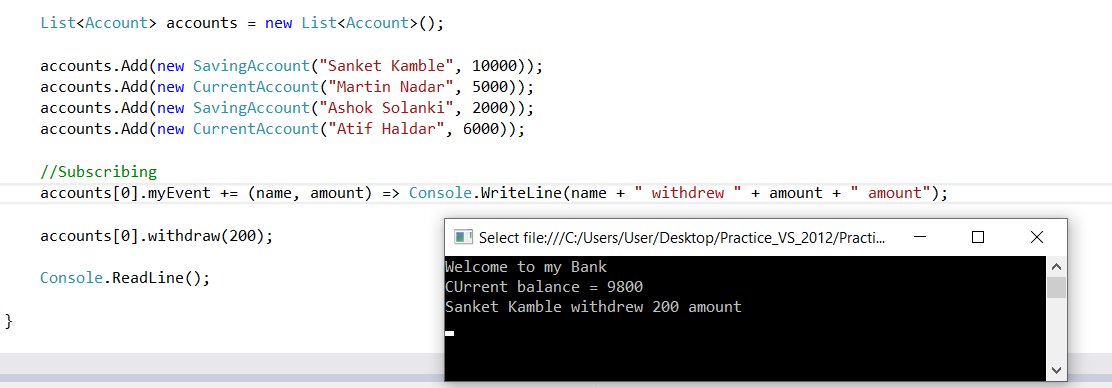 List<Account> accounts = new List<Account>();
accounts.Add(new SavingAccount("Sanket Kamble", 10000));
accounts.Add(new CurrentAccount("Martin Nadar", 5000));
accounts.Add(new SavingAccount("Ashok Solanki", 2000));
accounts.Add(new CurrentAccount("Atif Haldar", 6000));
//Subscribing
accounts[0].myEvent += (name, amount) => Console.WriteLine(name + " withdrew " + amount + " amount");
accounts[0].withdraw(200);
Console.ReadLine();
}
Select file:///C:/Users/User/Desktop/Practice_VS_2012/Practi...
Welcome to my Bank
CUrrent balance = 9800
Sanket Kamble withdrew 200 amount